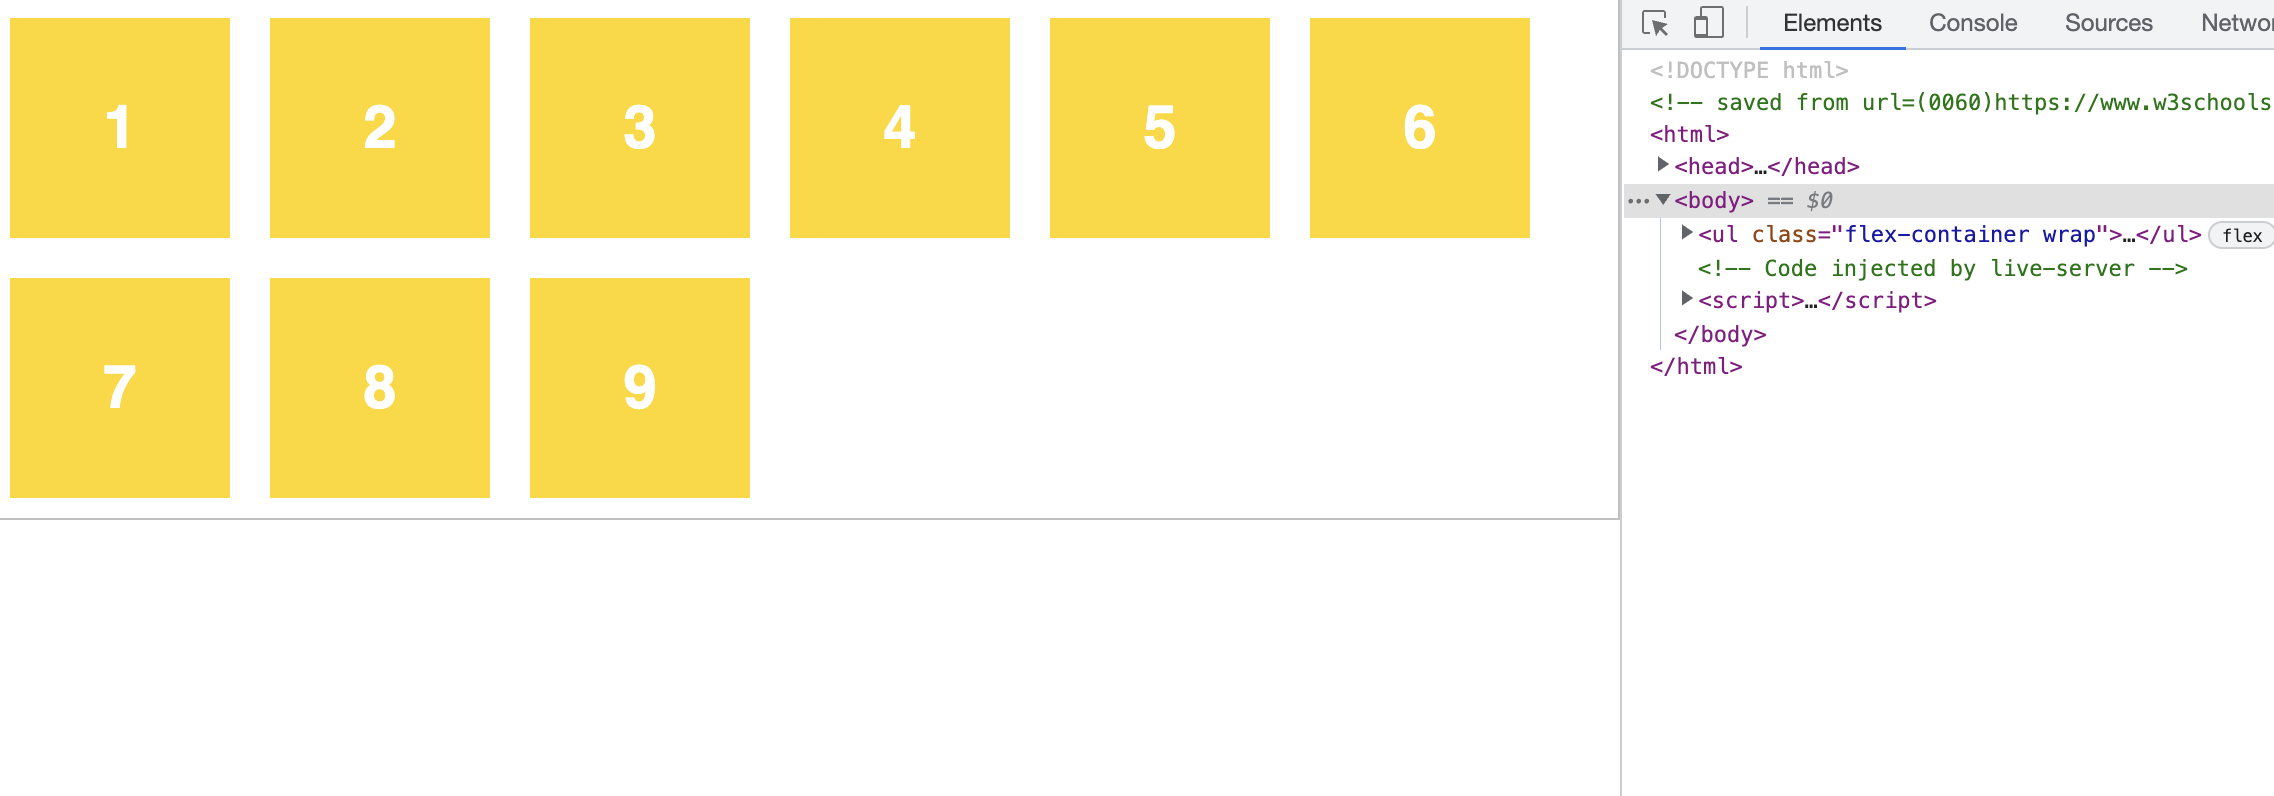 1 2 3 4 5 6
7 8 9
Elements Console Sources Networ
<!DOCTYPE html>
<!-- saved from url=(0060)https://www.w3schools
<html>
<head>…</head>
<body> == $0
<ul class="flex-container wrap">…</ul> flex
<!-- Code injected by live-server -->
<script>…</script>
</body>
</html>